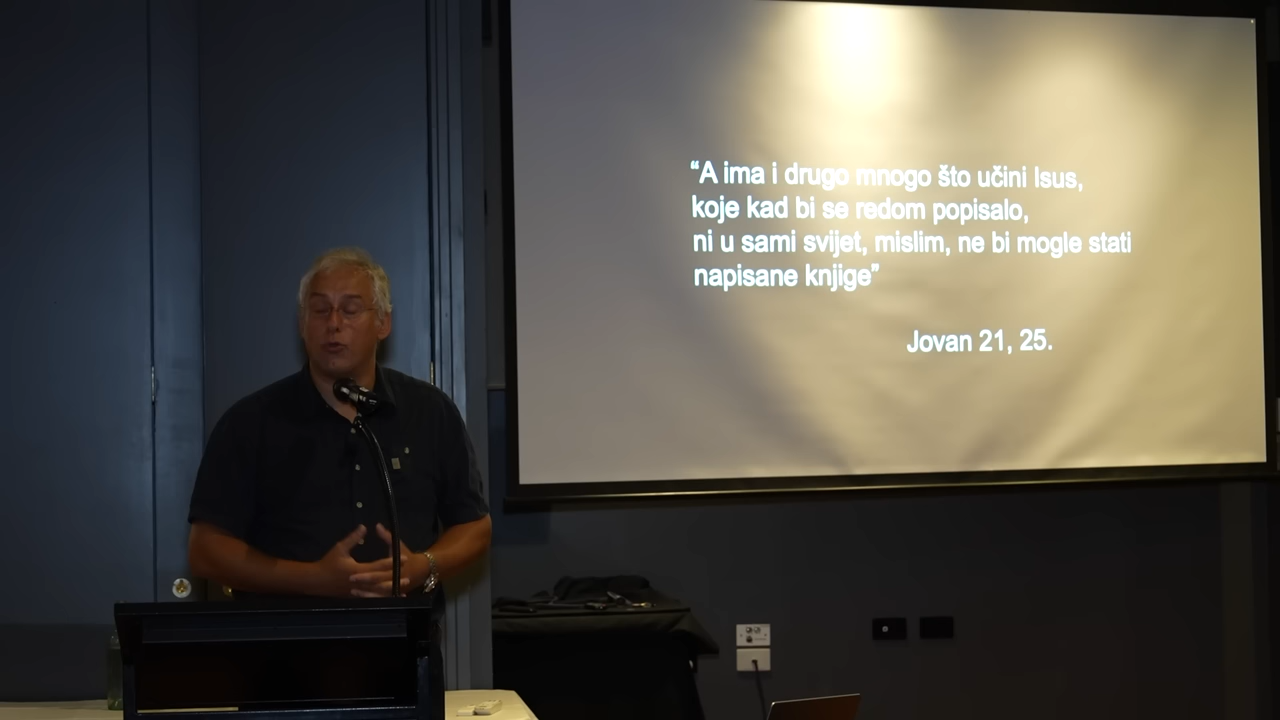 “A ima i drugo mnogo što učini Isus,
koje kad bi se redom popisalo,
ni u sami svijet, mislim, ne bi mogle stati
napisane knjige”
Jovan 21, 25.